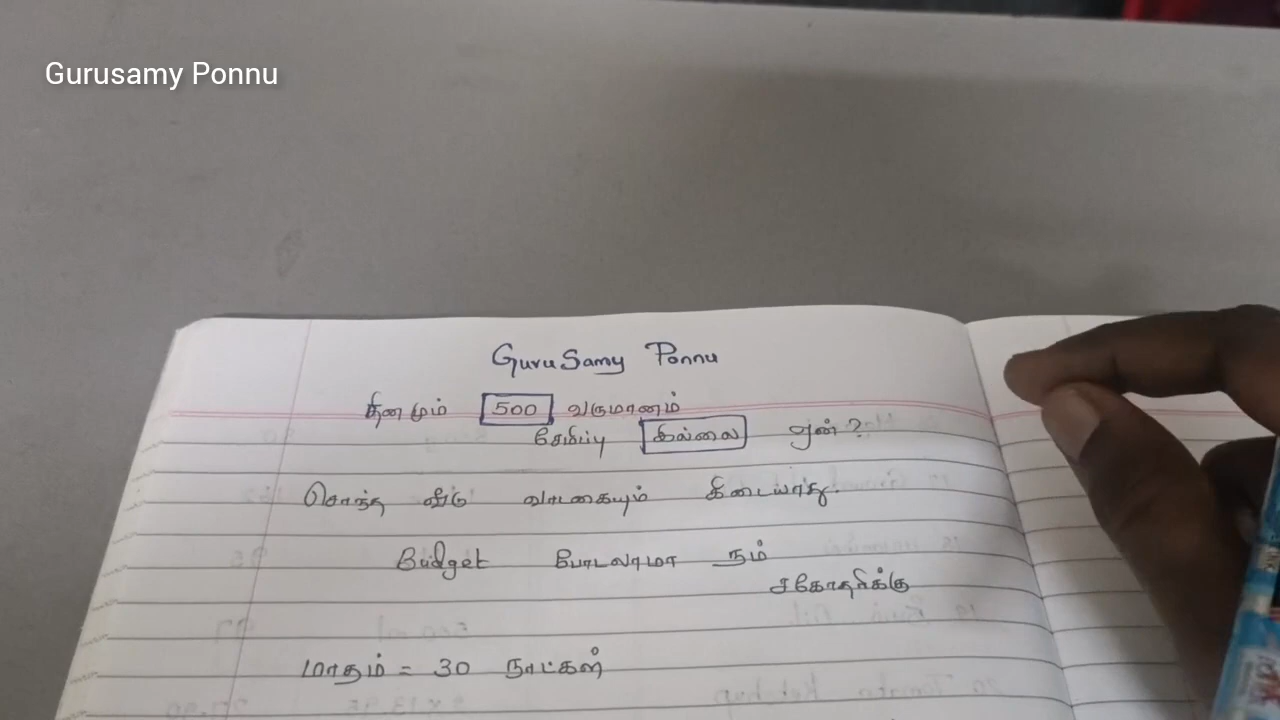 Gurusamy Ponnu
GuruSamy Ponnu
தினமும் 500 வருமானம்
சேமிப்பு இல்லை ஏன்?
சொந்த வீடு வாடகையும் கிடையாது.
Budget போடலாமா நம்
சகோதரிக்கு
மாதம் = 30 நாட்கள்